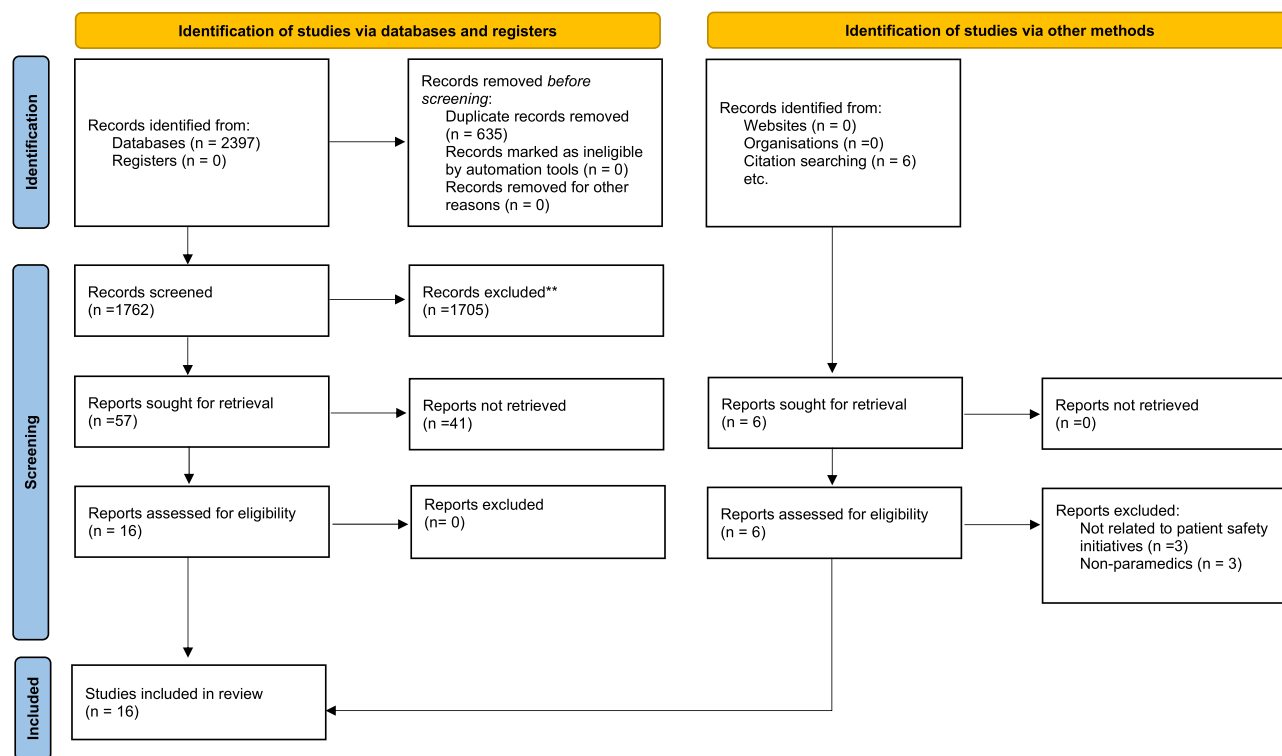 Identification of studies via databases and registers
Identification of studies via other methods
Identification
Records identified from:
Databases (n = 2397)
Registers (n = 0)
Records removed before
screening:
Duplicate records removed
(n = 635)
Records marked as ineligible
by automation tools (n = 0)
Records removed for other
reasons (n = 0)
Records identified from:
Websites (n = 0)
Organisations (n =0)
Citation searching (n = 6)
etc.
Screening
Records screened
(n =1762)
Records excluded**
(n =1705)
Reports sought for retrieval
(n =57)
Reports not retrieved
(n =41)
Reports sought for retrieval
(n = 6)
Reports not retrieved
(n =0)
Reports assessed for eligibility
(n = 16)
Reports excluded
(n= 0)
Reports assessed for eligibility
(n = 6)
Reports excluded:
Not related to patient safety
initiatives (n =3)
Non-paramedics (n = 3)
Included
Studies included in review
(n = 16)